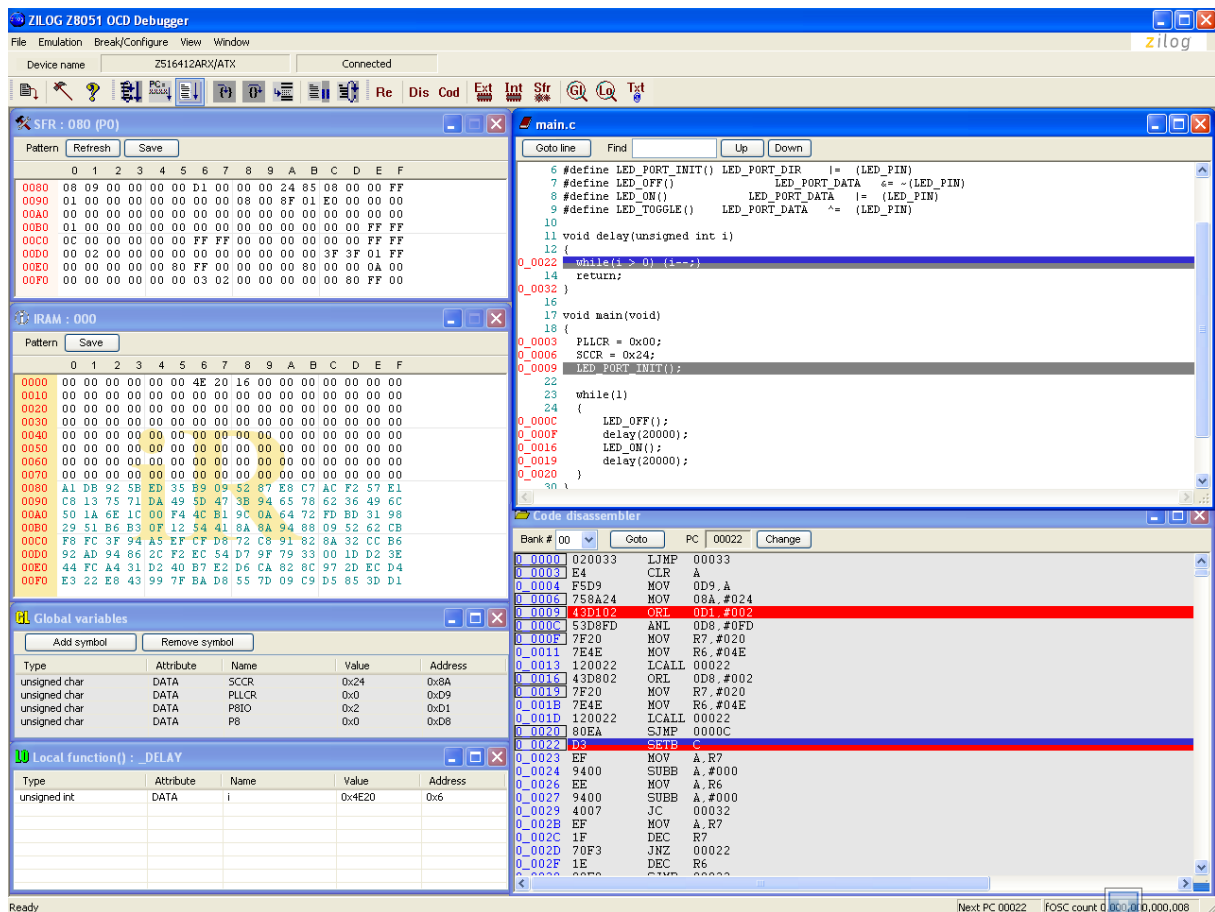 ZILOG Z8051 OCD Debugger
File Emulation Break/Configure View Window
zilog
Device name Z516412ARX/ATX Connected
PC= Re Dis Cod Ext Int Sfr Gl Lo Txt
SFR : 080 (P0)
Pattern Refresh Save
0 1 2 3 4 5 6 7 8 9 A B C D E F
0080 08 09 00 00 00 00 D1 00 00 00 24 85 08 00 00 FF
0090 01 00 00 00 00 00 00 00 08 00 8F 01 E0 00 00 00
00A0 00 00 00 00 00 00 00 00 00 00 00 00 00 00 00 00
00B0 01 00 00 00 00 00 00 00 00 00 00 00 00 00 FF FF
00C0 0C 00 00 00 00 00 FF FF 00 00 00 00 00 00 FF FF
00D0 00 02 00 00 00 00 00 00 00 00 00 00 3F 3F 01 FF
00E0 00 00 00 00 00 80 FF 00 00 00 00 80 00 00 0A 00
00F0 00 00 00 00 00 03 02 00 00 00 00 00 00 80 FF 00
IRAM : 000
Pattern Save
0 1 2 3 4 5 6 7 8 9 A B C D E F
0000 00 00 00 00 00 00 4E 20 16 00 00 00 00 00 00 00
0010 00 00 00 00 00 00 00 00 00 00 00 00 00 00 00 00
0020 00 00 00 00 00 00 00 00 00 00 00 00 00 00 00 00
0030 00 00 00 00 00 00 00 00 00 00 00 00 00 00 00 00
0040 00 00 00 00 00 00 00 00 00 00 00 00 00 00 00 00
0050 00 00 00 00 00 00 00 00 00 00 00 00 00 00 00 00
0060 00 00 00 00 00 00 00 00 00 00 00 00 00 00 00 00
0070 00 00 00 00 00 00 00 00 00 00 00 00 00 00 00 00
0080 A1 DB 92 5B ED 35 B9 09 52 87 E8 C7 AC F2 57 E1
0090 C8 13 75 71 DA 49 5D 47 3B 94 65 78 62 36 49 6C
00A0 50 1A 6E 1C 00 F4 4C B1 9C 0A 64 72 FD BD 31 98
00B0 29 51 B6 B3 0F 12 54 41 8A 8A 94 88 09 52 62 CB
00C0 F8 FC 3F 94 A5 EF CF D8 72 C8 91 82 8A 32 CC B6
00D0 92 AD 94 86 2C F2 EC 54 D7 9F 79 33 00 1D D2 3E
00E0 44 FC A4 31 D2 40 B7 E2 D6 CA 82 8C 97 2D EC D4
00F0 E3 22 E8 43 99 7F BA D8 55 7D 09 C9 D5 85 3D D1
Global variables
Add symbol Remove symbol
Type Attribute Name Value Address
unsigned char DATA SCCR 0x24 0x8A
unsigned char DATA PLLCR 0x0 0xD9
unsigned char DATA P8IO 0x2 0xD1
unsigned char DATA P8 0x0 0xD8
Local function() : _DELAY
Type Attribute Name Value Address
unsigned int DATA i 0x4E20 0x6
main.c
Goto line Find Up Down
6 #define LED_PORT_INIT() LED_PORT_DIR |= (LED_PIN)
7 #define LED_OFF() LED_PORT_DATA &= ~(LED_PIN)
8 #define LED_ON() LED_PORT_DATA |= (LED_PIN)
9 #define LED_TOGGLE() LED_PORT_DATA ^= (LED_PIN)
10
11 void delay(unsigned int i)
12 {
0_0022 while(i > 0) {i--;}
14 return;
0_0032 }
16
17 void main(void)
18 {
0_0003 PLLCR = 0x00;
0_0006 SCCR = 0x24;
0_0009 LED_PORT_INIT();
22
23 while(1)
24 {
0_000C LED_OFF();
0_000F delay(20000);
0_0016 LED_ON();
0_0019 delay(20000);
0_0020 }
30 }
Code disassembler
Bank # 00 Goto PC 00022 Change
0_0000 020033 LJMP 00033
0_0003 E4 CLR A
0_0004 F5D9 MOV 0D9,A
0_0006 758A24 MOV 08A,#024
0_0009 43D102 ORL 0D1,#002
0_000C 53D8FD ANL 0D8,#0FD
0_000F 7F20 MOV R7,#020
0_0011 7E4E MOV R6,#04E
0_0013 120022 LCALL 00022
0_0016 43D802 ORL 0D8,#002
0_0019 7F20 MOV R7,#020
0_001B 7E4E MOV R6,#04E
0_001D 120022 LCALL 00022
0_0020 80EA SJMP 0000C
0_0022 D3 SETB C
0_0023 EF MOV A,R7
0_0024 9400 SUBB A,#000
0_0026 EE MOV A,R6
0_0027 9400 SUBB A,#000
0_0029 4007 JC 00032
0_002B EF MOV A,R7
0_002C 1F DEC R7
0_002D 70F3 JNZ 00022
0_002F 1E DEC R6
Ready Next PC 00022 fOSC count 0,000,000,000,008